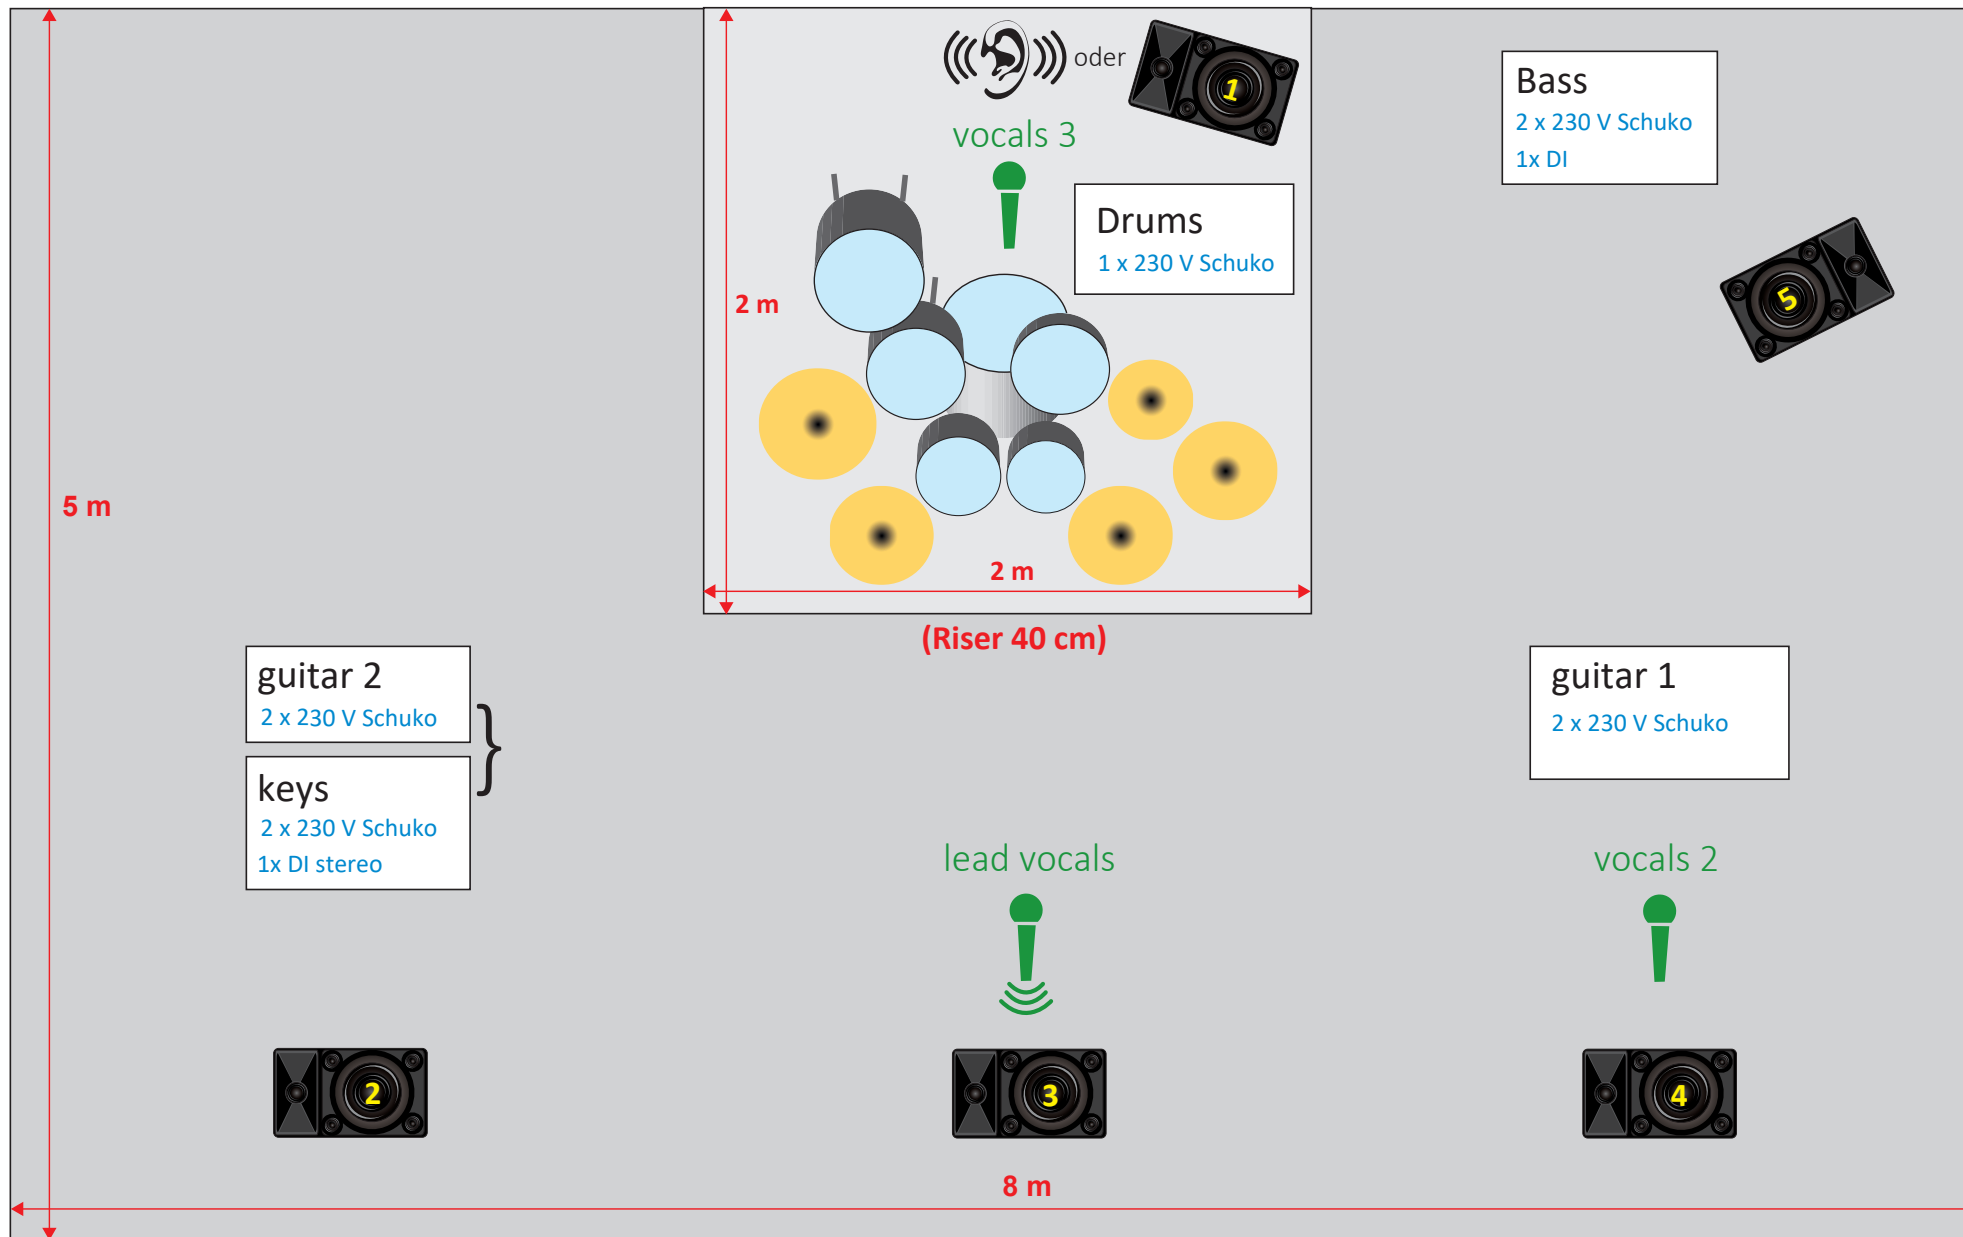 oder
1
vocals 3
Bass
2 x 230 V Schuko
1x DI
Drums
1 x 230 V Schuko
2 m
5
5 m
2 m
(Riser 40 cm)
guitar 2
2 x 230 V Schuko
}
keys
2 x 230 V Schuko
1x DI stereo
guitar 1
2 x 230 V Schuko
lead vocals
vocals 2
2
3
4
8 m